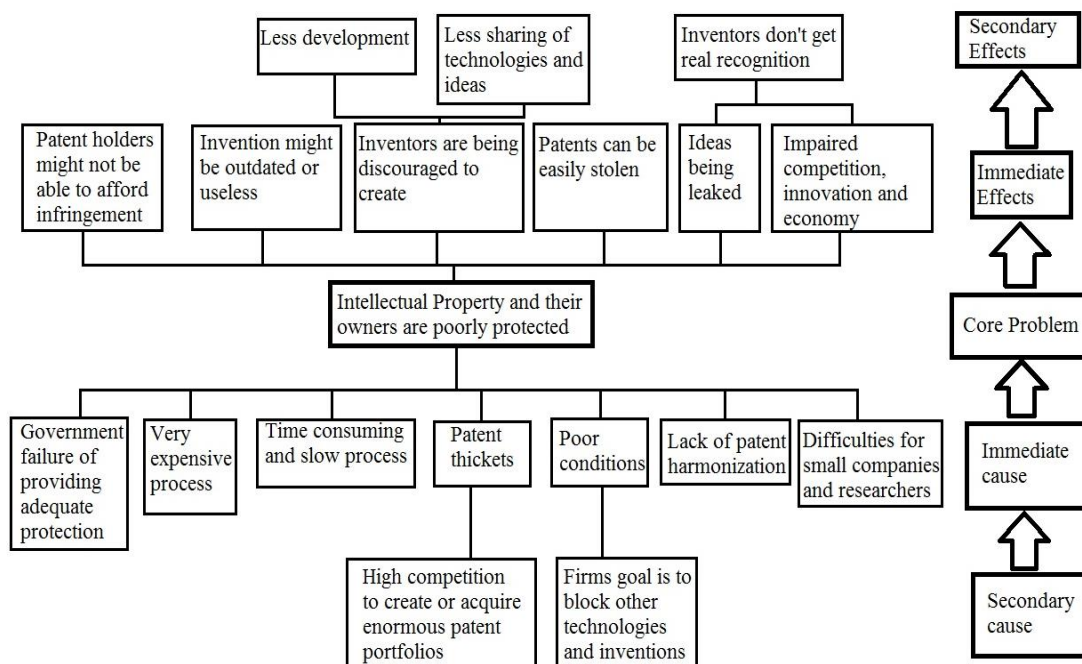 Less development
Less sharing of
technologies and
ideas
Inventors don't get
real recognition
Secondary
Effects
Patent holders
might not be
able to afford
infringement
Invention might
be outdated or
useless
Inventors are being
discouraged to
create
Patents can be
easily stolen
Ideas
being
leaked
Impaired
competition,
innovation and
economy
Immediate
Effects
Intellectual Property and their
owners are poorly protected
Core Problem
Government
failure of
providing
adequate
protection
Very
expensive
process
Time consuming
and slow process
Patent
thickets
Poor
conditions
Lack of patent
harmonization
Difficulties for
small companies
and researchers
Immediate
cause
High competition
to create or acquire
enormous patent
portfolios
Firms goal is to
block other
technologies
and inventions
Secondary
cause